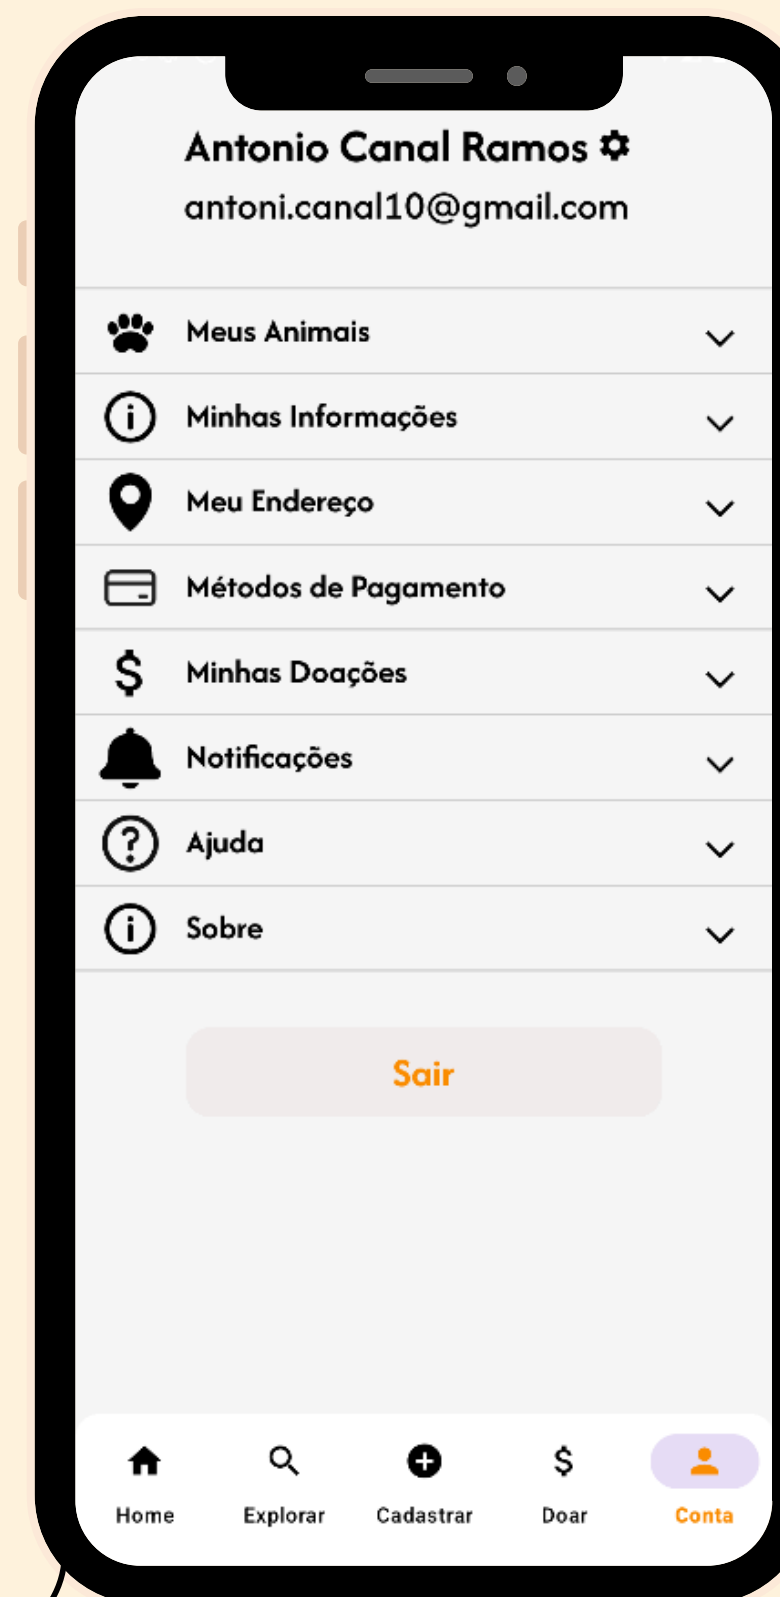 Antonio Canal Ramos
antoni.canal10@gmail.com
Meus Animais
Minhas Informações
Meu Endereço
Métodos de Pagamento
Minhas Doações
Notificações
Ajuda
Sobre
Sair
Home Explorar Cadastrar Doar Conta